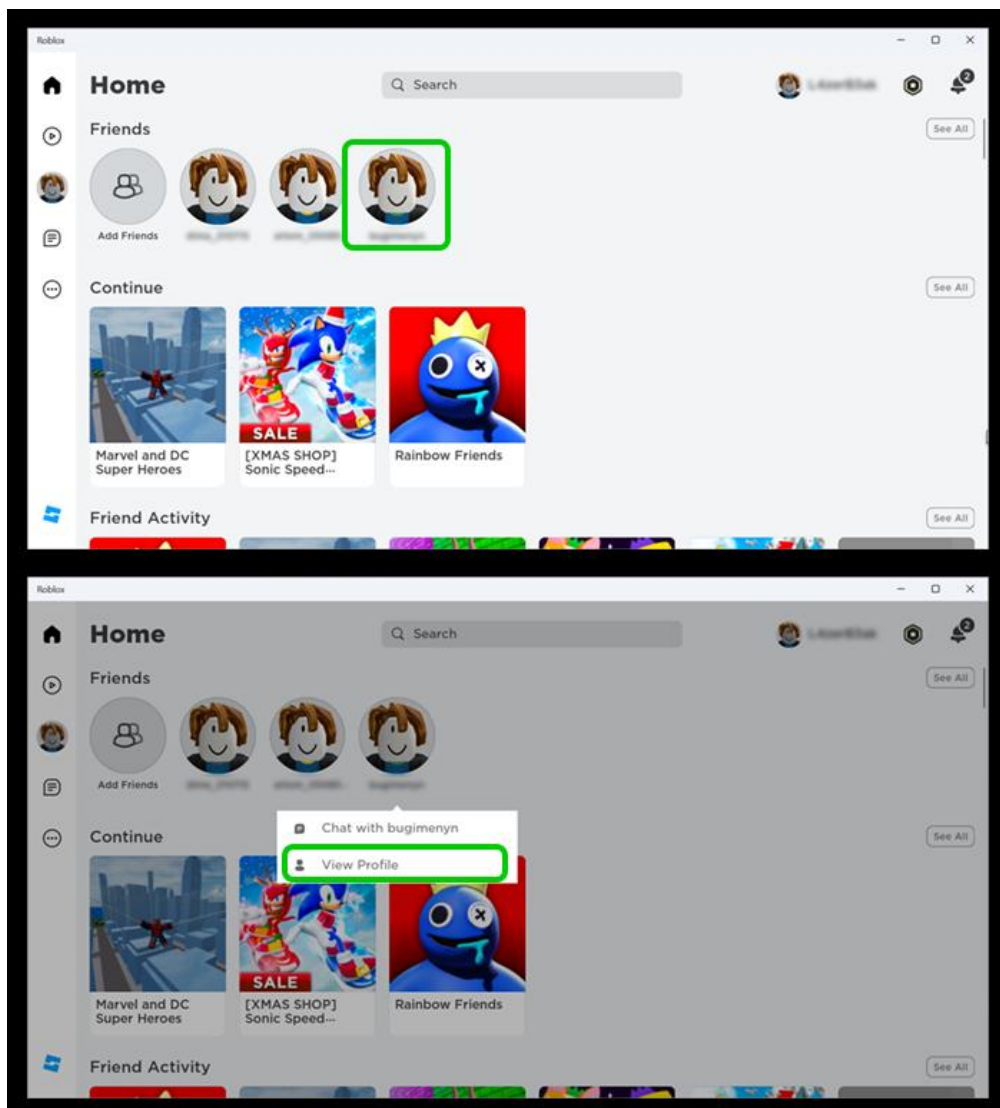 Roblox
Home
Search
2
Friends
See All
Add Friends
Continue
See All
SALE
Marvel and DC
Super Heroes
[XMAS SHOP]
Sonic Speed...
Rainbow Friends
Friend Activity
See All
Roblox
Home
Search
2
Friends
See All
Add Friends
Chat with bugimenyn
Continue
See All
View Profile
SALE
Marvel and DC
Super Heroes
[XMAS SHOP]
Sonic Speed...
Rainbow Friends
Friend Activity
See All